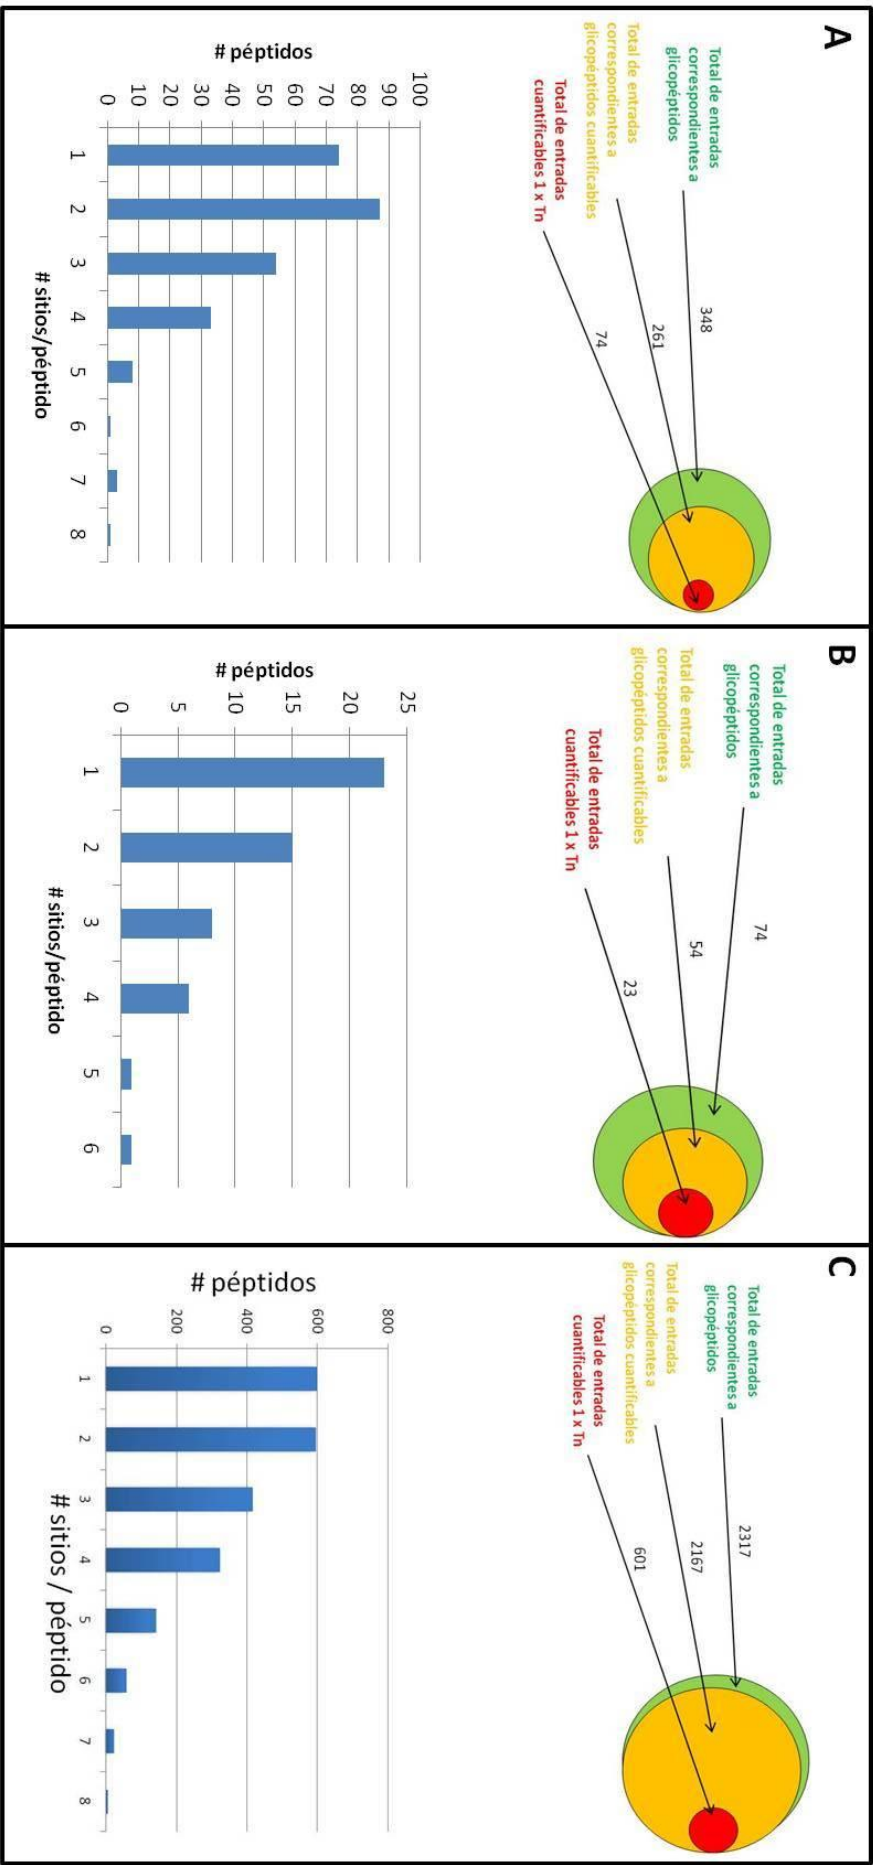 A
Total de entradas
correspondientes a
glicopéptidos
348
Total de entradas
correspondientes a
glicopéptidos cuantificables
261
Total de entradas
cuantificables 1 x Tn
74
# péptidos
100
90
80
70
60
50
40
30
20
10
0
1 2 3 4 5 6 7 8
# sitios/péptido
B
Total de entradas
correspondientes a
glicopéptidos
74
Total de entradas
correspondientes a
glicopéptidos cuantificables
54
Total de entradas
cuantificables 1 x Tn
23
# péptidos
25
20
15
10
5
0
1 2 3 4 5 6
# sitios/péptido
C
Total de entradas
correspondientes a
glicopéptidos
2317
Total de entradas
correspondientes a
glicopéptidos cuantificables
2167
Total de entradas
cuantificables 1 x Tn
601
# péptidos
800
600
400
200
0
1 2 3 4 5 6 7 8
# sitios / péptido